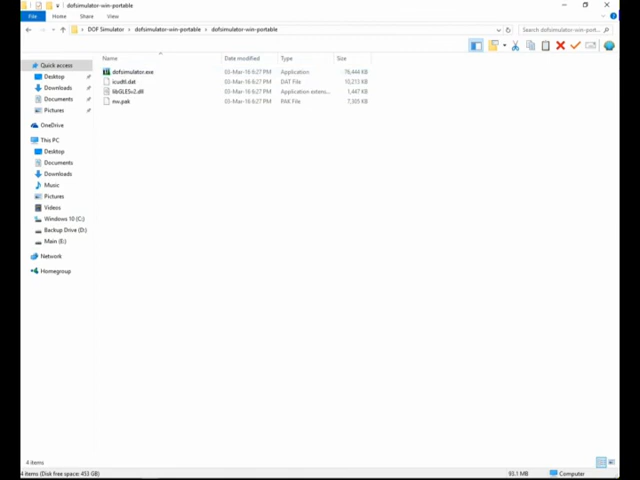 dofsimulator-win-portable
File Home Share View
DOF Simulator › dofsimulator-win-portable › dofsimulator-win-portable
Search dofsimulator-win-port...
Name Date modified Type Size
dofsimulator.exe 03-Mar-16 6:27 PM Application 76,444 KB
icudtl.dat 03-Mar-16 6:27 PM DAT File 10,213 KB
libGLESv2.dll 03-Mar-16 6:27 PM Application exten... 1,447 KB
nw.pak 03-Mar-16 6:27 PM PAK File
Quick access
Desktop
Downloads
Documents
Pictures
OneDrive
This PC
Desktop
Documents
Downloads
Music
Pictures
Videos
Windows 10 (C:)
Backup Drive (D:)
Main (E:)
Network
Homegroup
4 items
4 items (Disk free space: 453 GB) 93.1 MB Computer